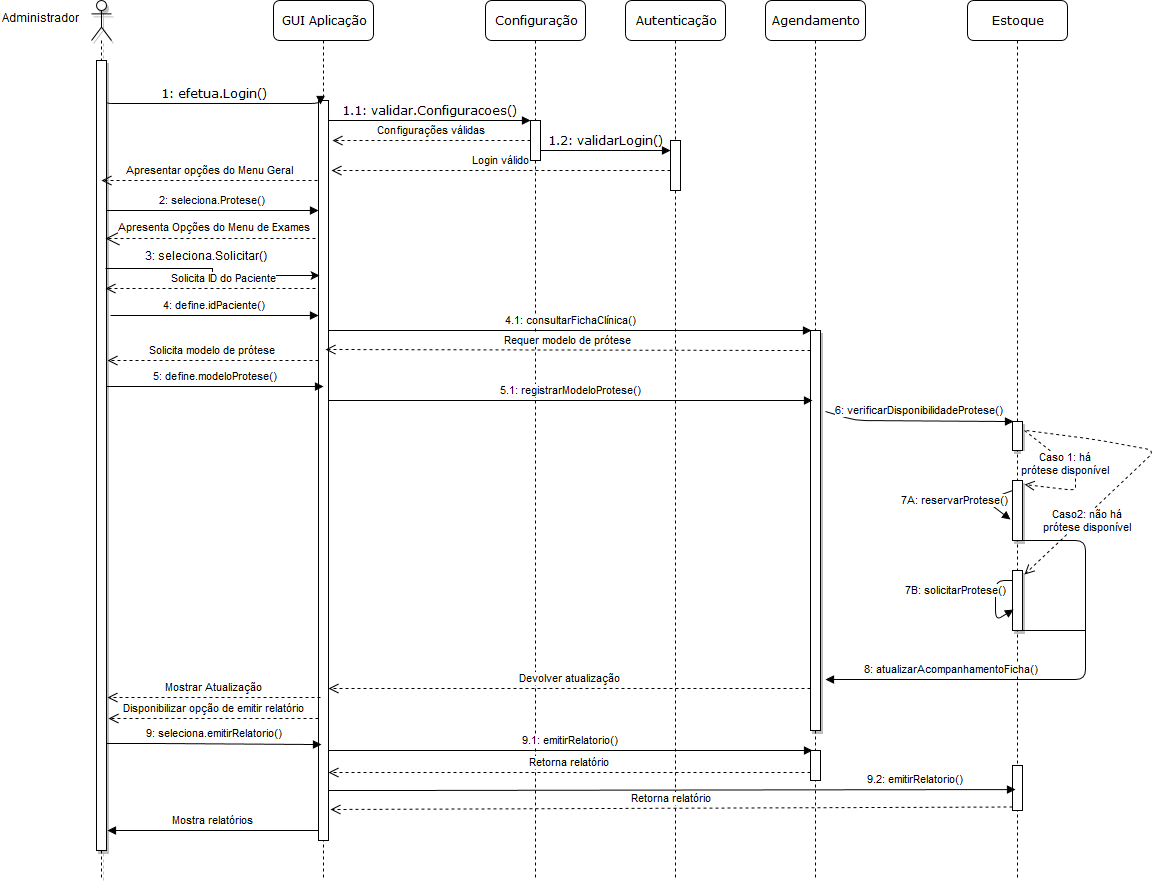 Administrador
GUI Aplicação
Configuração
Autenticação
Agendamento
Estoque
1: efetua.Login()
1.1: validar.Configuracoes()
Configurações válidas
1.2: validarLogin()
Login válido
Apresentar opções do Menu Geral
2: seleciona.Protese()
Apresenta Opções do Menu de Exames
3: seleciona.Solicitar()
Solicita ID do Paciente
4: define.idPaciente()
4.1: consultarFichaClínica()
Requer modelo de prótese
Solicita modelo de prótese
5: define.modeloProtese()
5.1: registrarModeloProtese()
6: verificarDisponibilidadeProtese()
Caso 1: há
prótese disponível
7A: reservarProtese()
Caso2: não há
prótese disponível
7B: solicitarProtese()
8: atualizarAcompanhamentoFicha()
Devolver atualização
Mostrar Atualização
Disponibilizar opção de emitir relatório
9: seleciona.emitirRelatorio()
9.1: emitirRelatorio()
Retorna relatório
9.2: emitirRelatorio()
Retorna relatório
Mostra relatórios